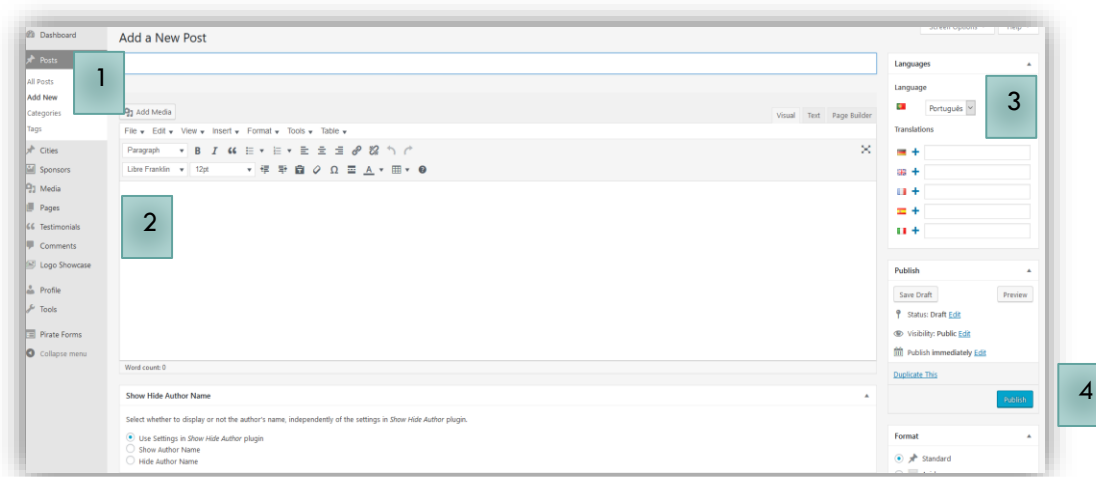 Dashboard
Posts
All Posts
Add New
Categories
Tags
Cities
Sponsors
Media
Pages
Testimonials
Comments
Logo Showcase
Profile
Tools
Pirate Forms
Collapse menu
1
Add a New Post
Add Media
Visual Text Page Builder
File Edit View Insert Format Tools Table
Paragraph
Libre Franklin 12pt
2
Word count: 0
Show Hide Author Name
Select whether to display or not the author's name, independently of the settings in Show Hide Author plugin.
Use Settings in Show Hide Author plugin
Show Author Name
Hide Author Name
Screen Options Help
Languages
Language
Português
3
Translations
Publish
Save Draft Preview
Status: Draft Edit
Visibility: Public Edit
Publish immediately Edit
Duplicate This
Publish
4
Format
Standard